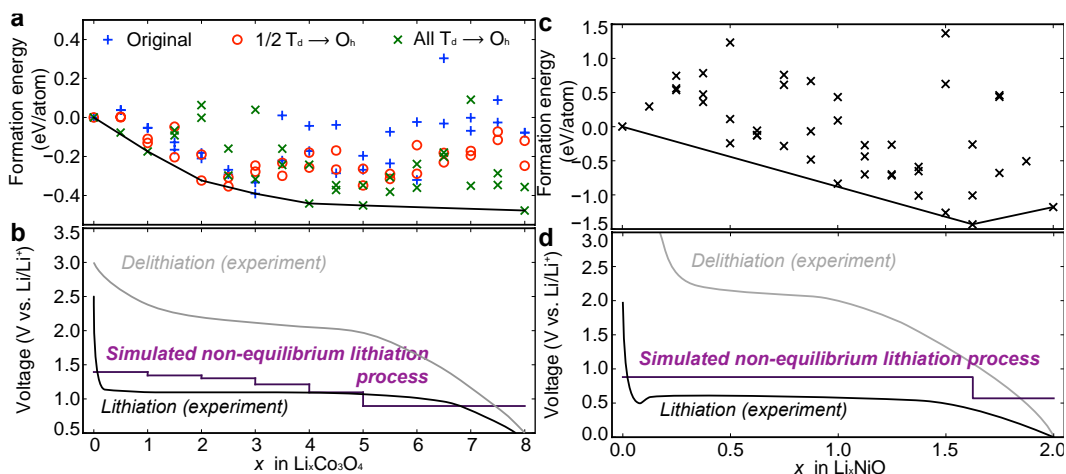 a
Formation energy
(eV/atom)
0.4
0.2
0.0
−0.2
−0.4
+ Original
○ 1/2 T_d → O_h
× All T_d → O_h
b
Voltage (V vs. Li/Li⁺)
3.5
3.0
2.5
2.0
1.5
1.0
0.5
Delithiation (experiment)
Simulated non-equilibrium lithiation
process
Lithiation (experiment)
0 1 2 3 4 5 6 7 8
x in LiₓCo₃O₄
c
Formation energy
(eV/atom)
1.5
1.0
0.5
0.0
−0.5
−1.0
−1.5
d
Voltage (V vs. Li/Li⁺)
3.0
2.5
2.0
1.5
1.0
0.5
0.0
Delithiation (experiment)
Simulated non-equilibrium lithiation process
Lithiation (experiment)
0.0 0.5 1.0 1.5 2.0
x in LiₓNiO